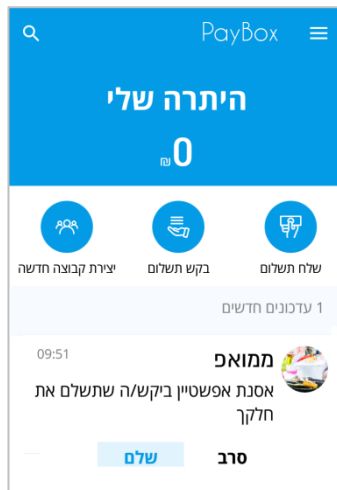 PayBox
היתרה שלי
0 ₪
שלח תשלום
בקש תשלום
יצירת קבוצה חדשה
1 עדכונים חדשים
ממואפ
09:51
אסנת אפשטיין ביקש/ה שתשלם את
חלקך
סרב
שלם